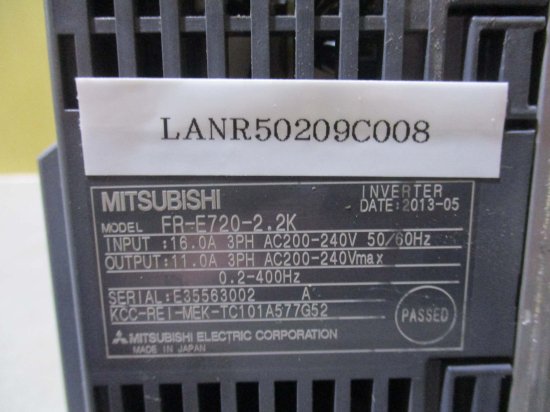 LANR50209C008
MITSUBISHI INVERTER
DATE:2013-05
MODEL FR-E720-2.2K
INPUT :16.0A 3PH AC200-240V 50/60Hz
OUTPUT:11.0A 3PH AC200-240Vmax
0.2-400Hz
SERIAL:E35563002 A
KCC-REI-MEK-TC101A577G52
PASSED
MITSUBISHI ELECTRIC CORPORATION
MADE IN JAPAN